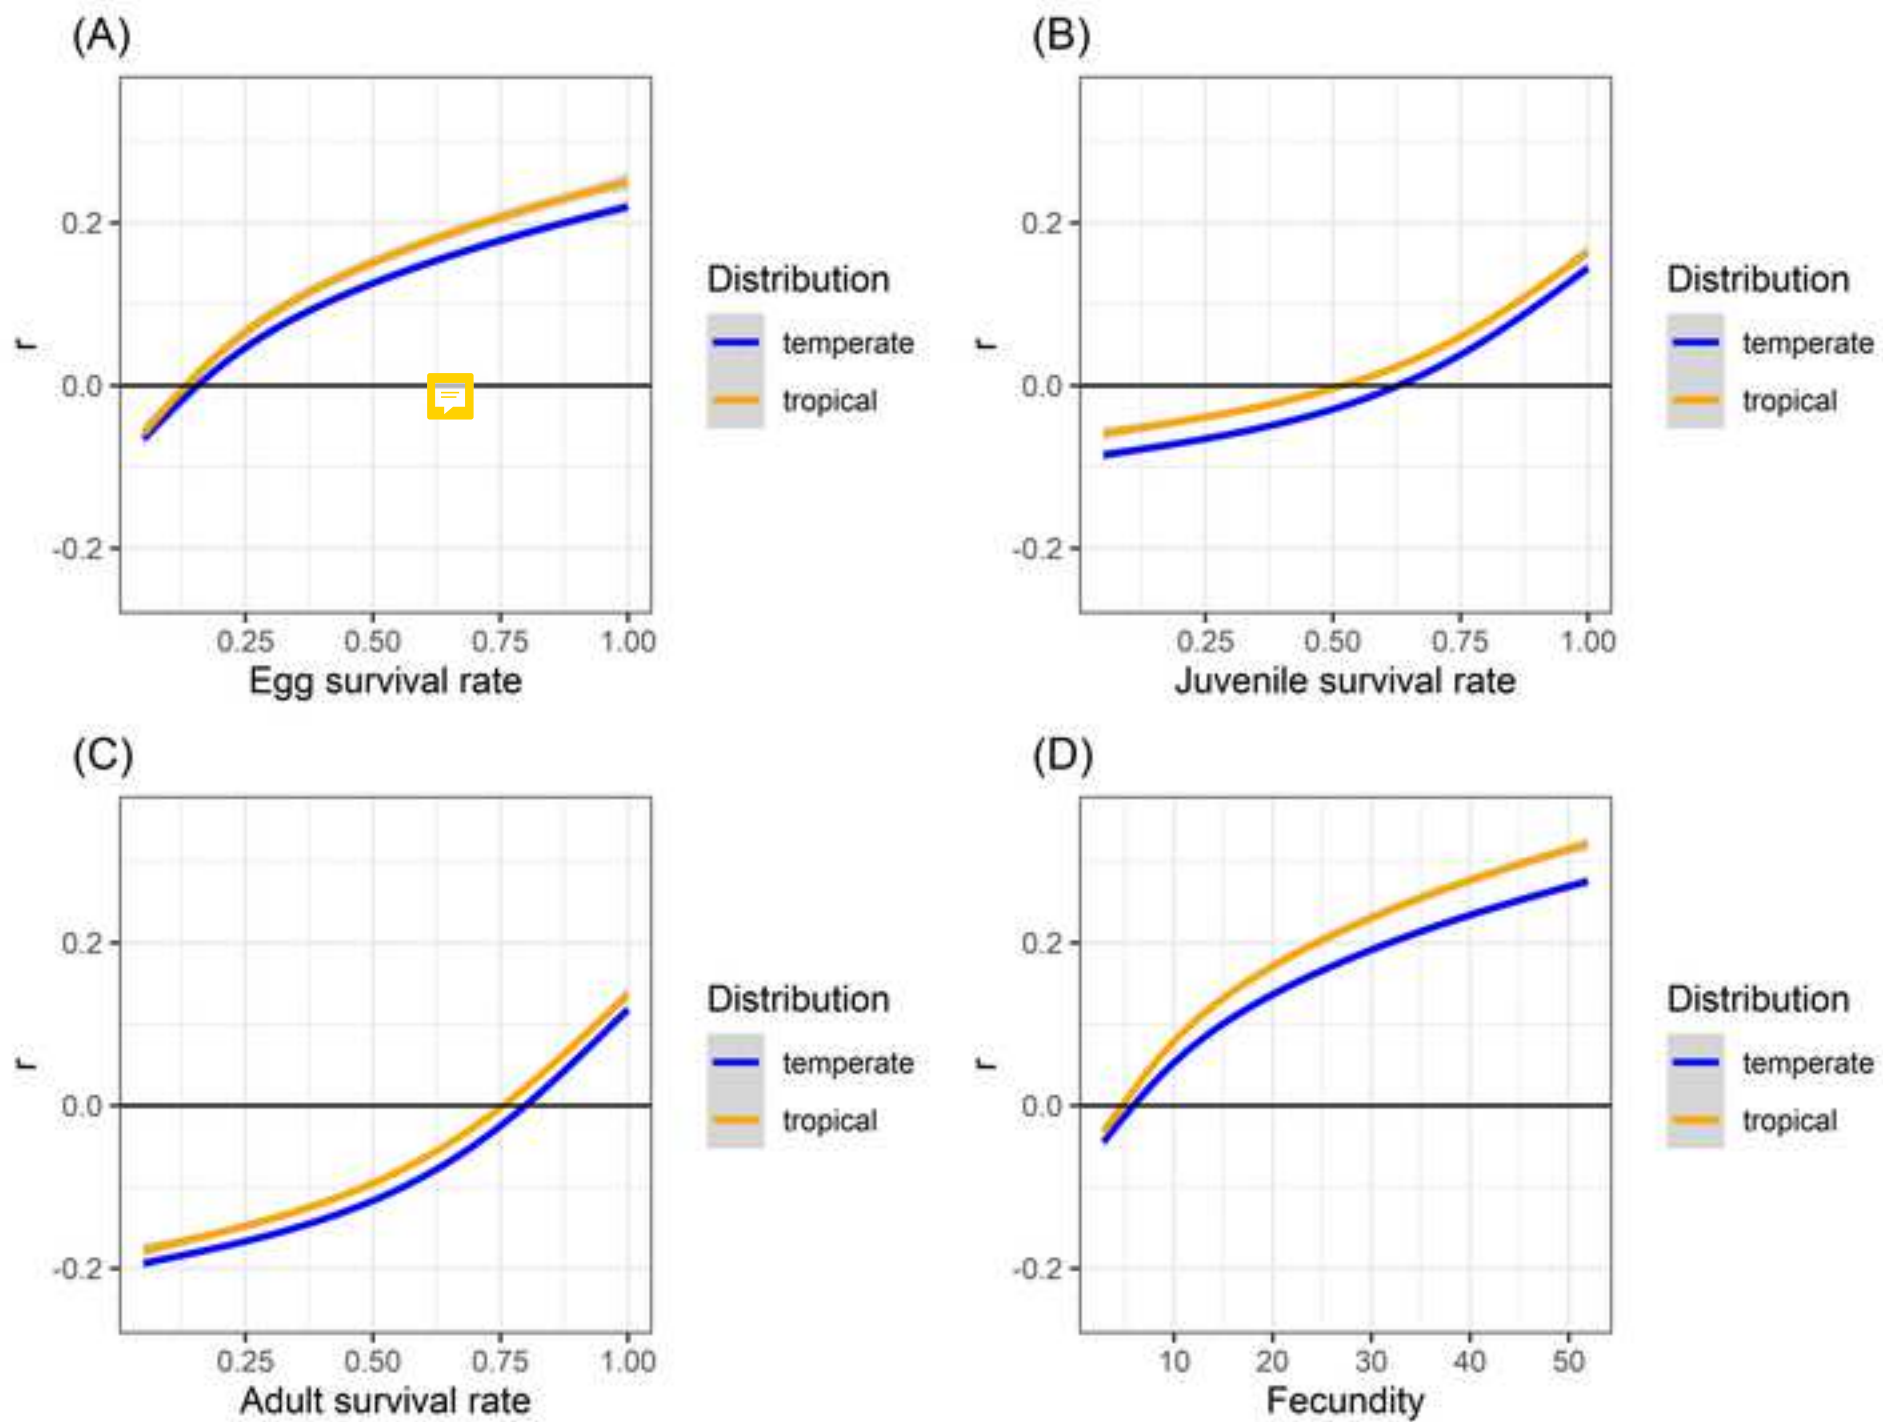 (A)
0.2
0.0
-0.2
r
0.25 0.50 0.75 1.00
Egg survival rate
Distribution
temperate
tropical
(B)
0.2
0.0
-0.2
r
0.25 0.50 0.75 1.00
Juvenile survival rate
Distribution
temperate
tropical
(C)
0.2
0.0
-0.2
r
0.25 0.50 0.75 1.00
Adult survival rate
Distribution
temperate
tropical
(D)
0.2
0.0
-0.2
r
10 20 30 40 50
Fecundity
Distribution
temperate
tropical